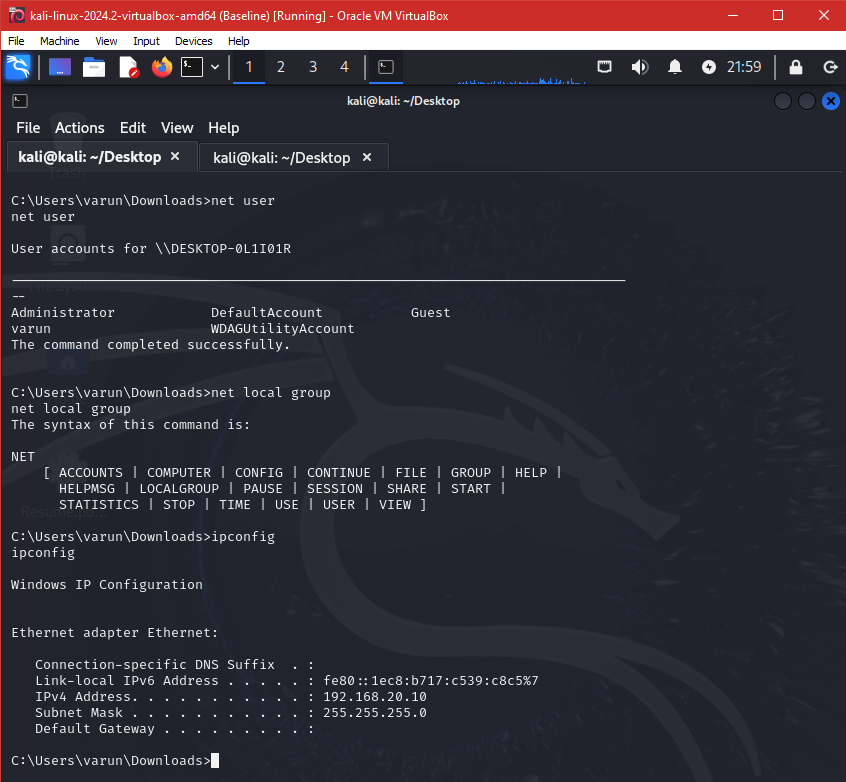 kali-linux-2024.2-virtualbox-amd64 (Baseline) [Running] - Oracle VM VirtualBox
File Machine View Input Devices Help
1 2 3 4 21:59
kali@kali: ~/Desktop
File Actions Edit View Help
kali@kali: ~/Desktop × kali@kali: ~/Desktop ×
Trash
C:\Users\varun\Downloads>net user
net user
User accounts for \\DESKTOP-0L1I01R
-------------------------------------------------------------------------------
--
Administrator DefaultAccount Guest
varun WDAGUtilityAccount
The command completed successfully.
C:\Users\varun\Downloads>net local group
net local group
The syntax of this command is:
NET
[ ACCOUNTS | COMPUTER | CONFIG | CONTINUE | FILE | GROUP | HELP |
HELPMSG | LOCALGROUP | PAUSE | SESSION | SHARE | START |
STATISTICS | STOP | TIME | USE | USER | VIEW ]
C:\Users\varun\Downloads>ipconfig
ipconfig
Windows IP Configuration
Ethernet adapter Ethernet:
Connection-specific DNS Suffix . :
Link-local IPv6 Address . . . . . : fe80::1ec8:b717:c539:c8c5%7
IPv4 Address. . . . . . . . . . . : 192.168.20.10
Subnet Mask . . . . . . . . . . . : 255.255.255.0
Default Gateway . . . . . . . . . :
C:\Users\varun\Downloads>